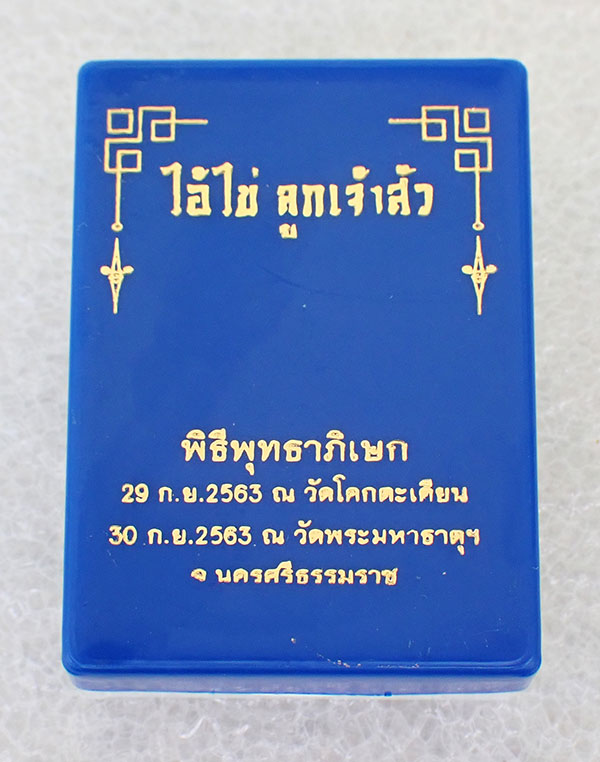 ไอ้ไข่ ลูกเจ้าสัว
พิธีพุทธาภิเษก
29 ก.ย.2563 ณ วัดโคกตะเคียน
30 ก.ย.2563 ณ วัดพระมหาธาตุฯ
จ นครศรีธรรมราช